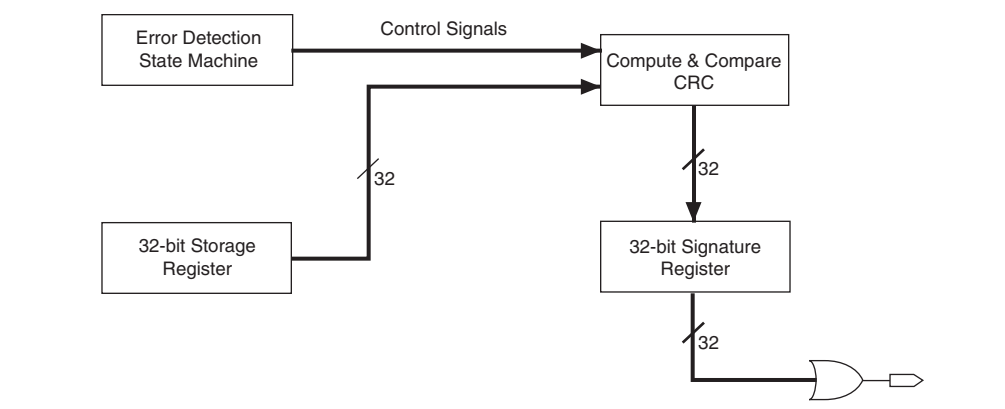 Error Detection
State Machine
Control Signals
Compute & Compare
CRC
32
32
32-bit Storage
Register
32-bit Signature
Register
32